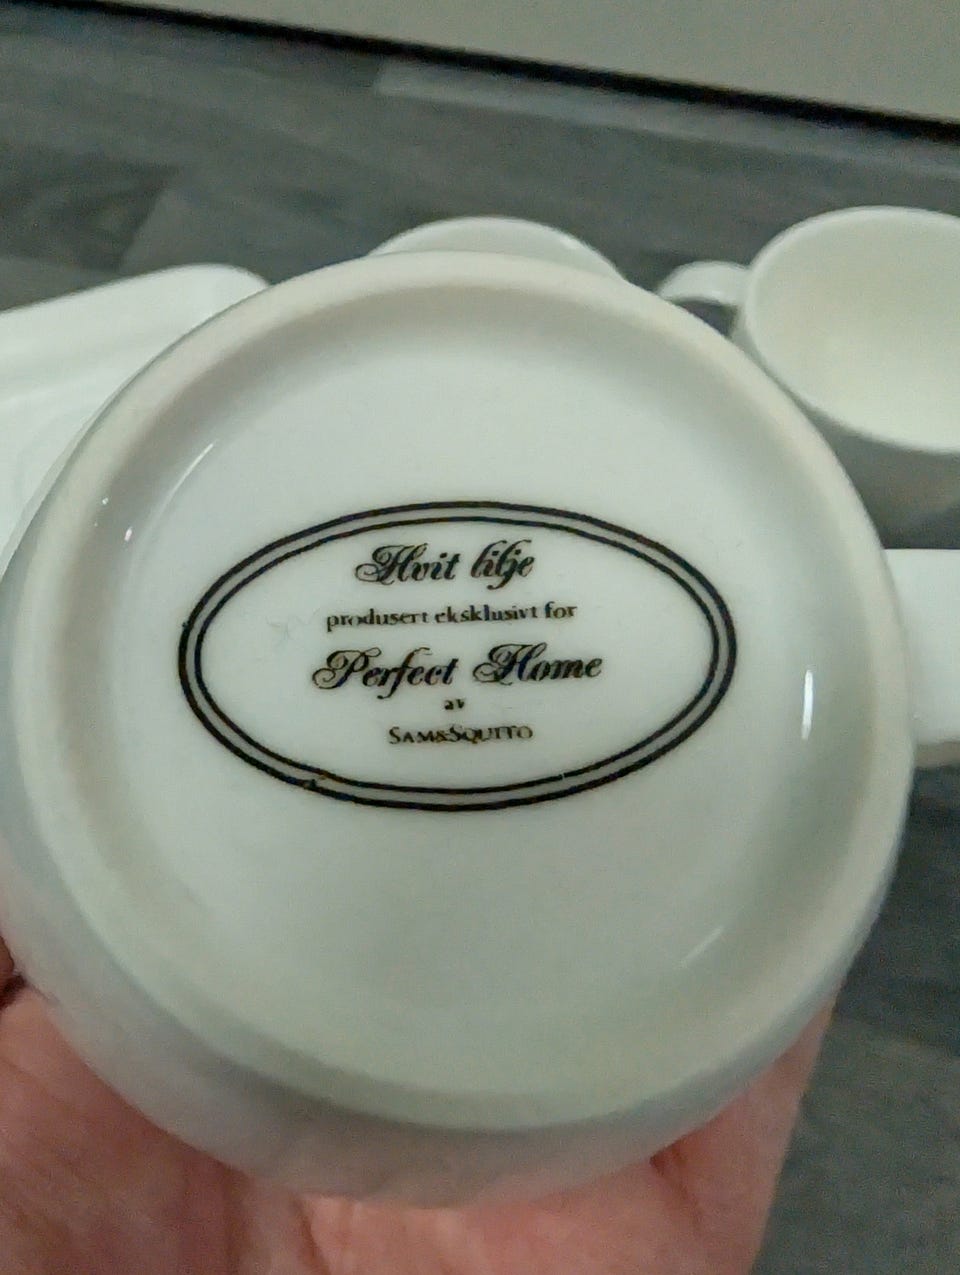 Hvit lilje
produsert eksklusivt for
Perfect Home
av
SAM&SQUITO